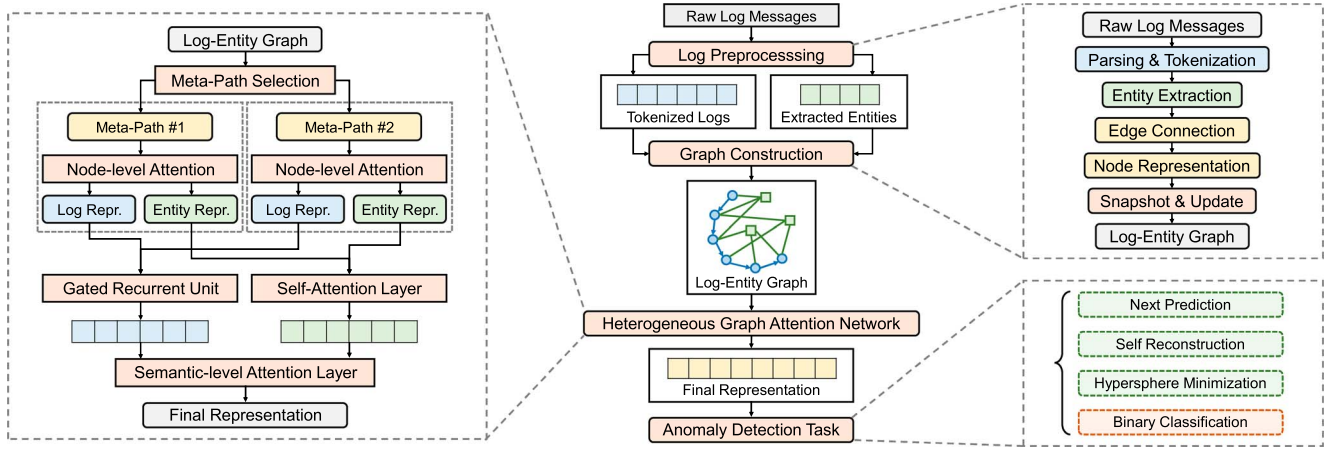 Log-Entity Graph
Meta-Path Selection
Meta-Path #1
Meta-Path #2
Node-level Attention
Node-level Attention
Log Repr.
Entity Repr.
Log Repr.
Entity Repr.
Gated Recurrent Unit
Self-Attention Layer
Semantic-level Attention Layer
Final Representation
Raw Log Messages
Log Preprocesssing
Tokenized Logs
Extracted Entities
Graph Construction
Log-Entity Graph
Heterogeneous Graph Attention Network
Final Representation
Anomaly Detection Task
Raw Log Messages
Parsing & Tokenization
Entity Extraction
Edge Connection
Node Representation
Snapshot & Update
Log-Entity Graph
Next Prediction
Self Reconstruction
Hypersphere Minimization
Binary Classification